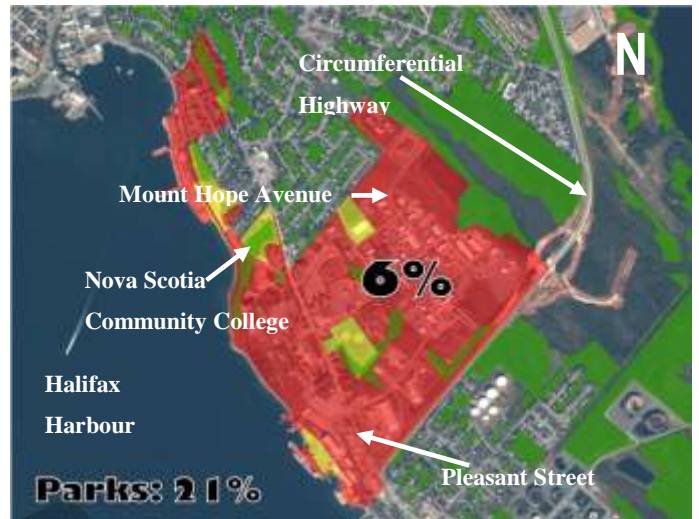 Circumferential
Highway
N
Mount Hope Avenue
6%
Nova Scotia
Community College
Halifax
Harbour
Pleasant Street
Parks: 21%